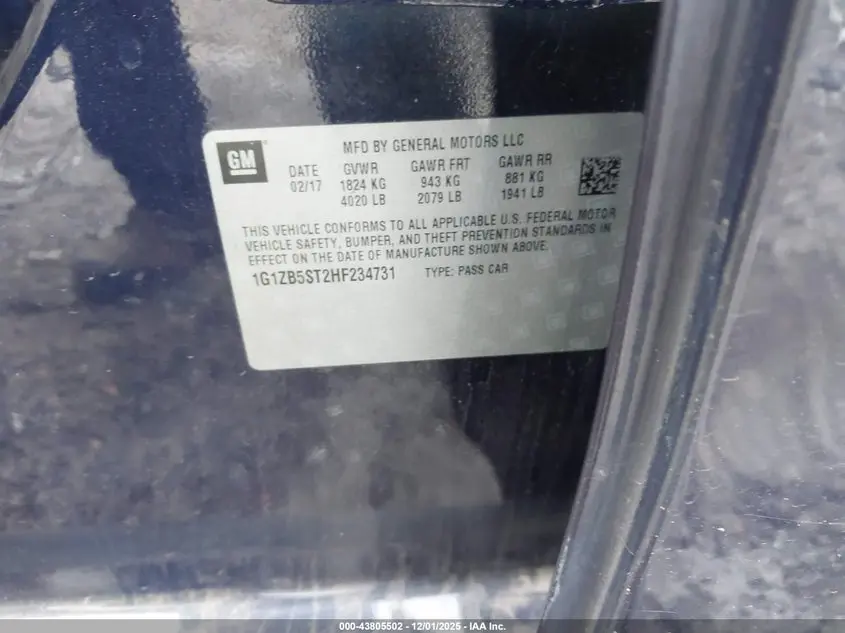 GM
MFD BY GENERAL MOTORS LLC
DATE GVWR GAWR FRT GAWR RR
02/17 1824 KG 943 KG 881 KG
4020 LB 2079 LB 1941 LB
THIS VEHICLE CONFORMS TO ALL APPLICABLE U.S. FEDERAL MOTOR
VEHICLE SAFETY, BUMPER, AND THEFT PREVENTION STANDARDS IN
EFFECT ON THE DATE OF MANUFACTURE SHOWN ABOVE.
1G1ZB5ST2HF234731 TYPE: PASS CAR
000-43805502 - 12/01/2025 - IAA Inc.